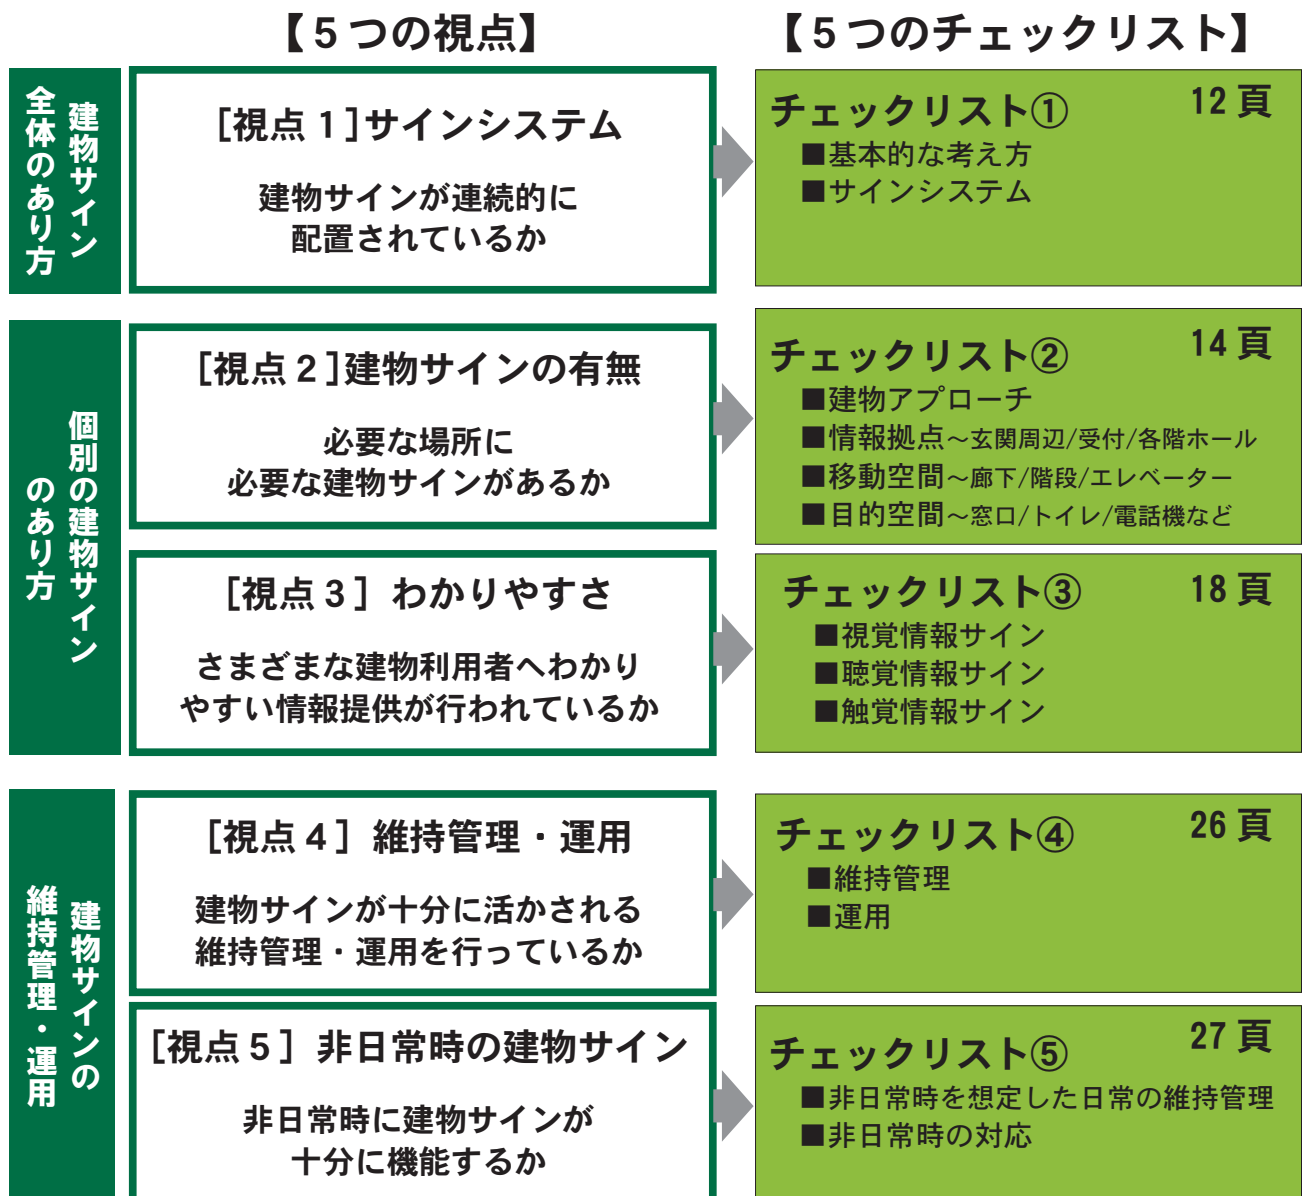 【5つの視点】
【5つのチェックリスト】
建物サイン
全体のあり方
[視点1]サインシステム
建物サインが連続的に
配置されているか
チェックリスト①
12頁
■基本的な考え方
■サインシステム
個別の建物サイン
のあり方
[視点2]建物サインの有無
必要な場所に
必要な建物サインがあるか
チェックリスト②
14頁
■建物アプローチ
■情報拠点～玄関周辺/受付/各階ホール
■移動空間～廊下/階段/エレベーター
■目的空間～窓口/トイレ/電話機など
[視点3]わかりやすさ
さまざまな建物利用者へわかり
やすい情報提供が行われているか
チェックリスト③
18頁
■視覚情報サイン
■聴覚情報サイン
■触覚情報サイン
建物サインの
維持管理・運用
[視点4]維持管理・運用
建物サインが十分に活かされる
維持管理・運用を行っているか
チェックリスト④
26頁
■維持管理
■運用
[視点5]非日常時の建物サイン
非日常時に建物サインが
十分に機能するか
チェックリスト⑤
27頁
■非日常時を想定した日常の維持管理
■非日常時の対応